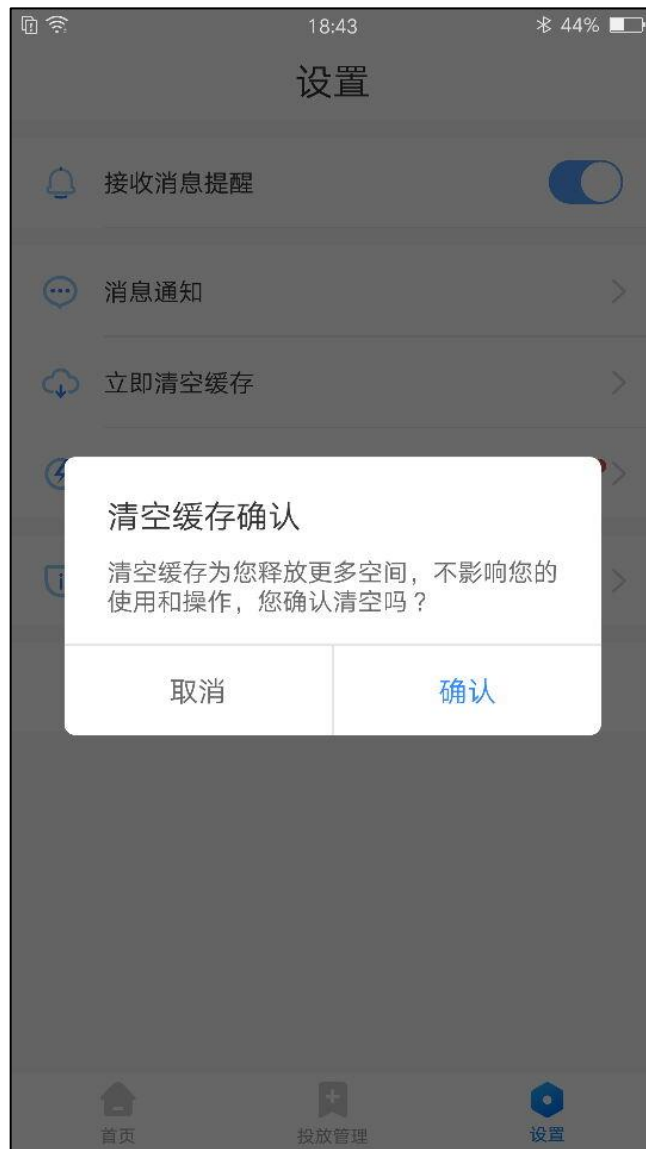 18:43
44%
设置
接收消息提醒
消息通知
立即清空缓存
清空缓存确认
清空缓存为您释放更多空间，不影响您的
使用和操作，您确认清空吗？
取消
确认
首页
投放管理
设置